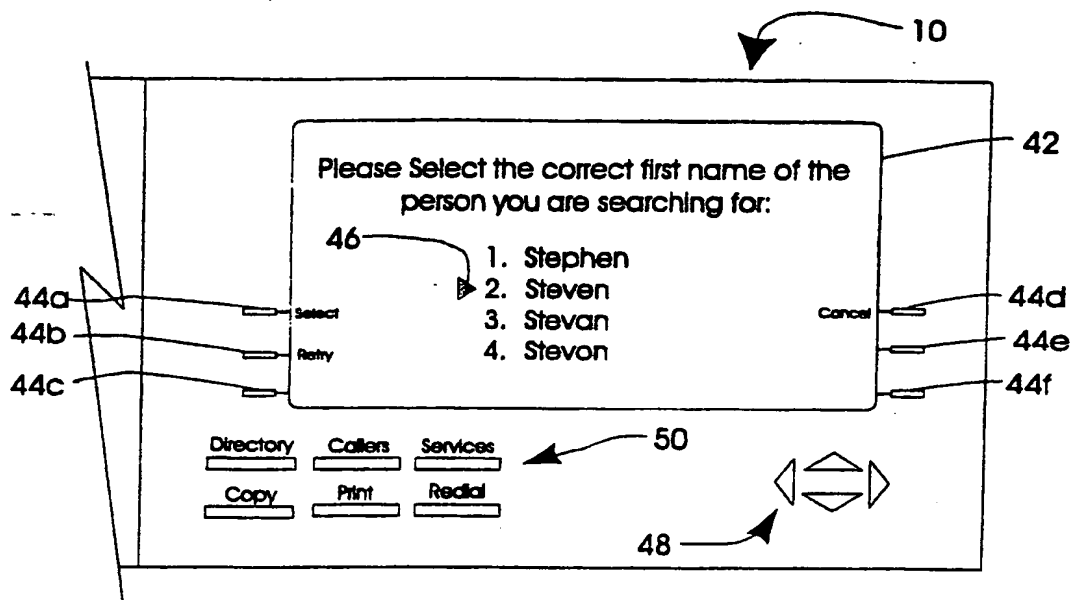 10
42
Please Select the correct first name of the
person you are searching for:
46
1. Stephen
2. Steven
3. Stevan
4. Stevon
44a
Select
Cancel
44d
44b
Retry
44e
44c
44f
Directory Callers Services
50
Copy Print Redial
48